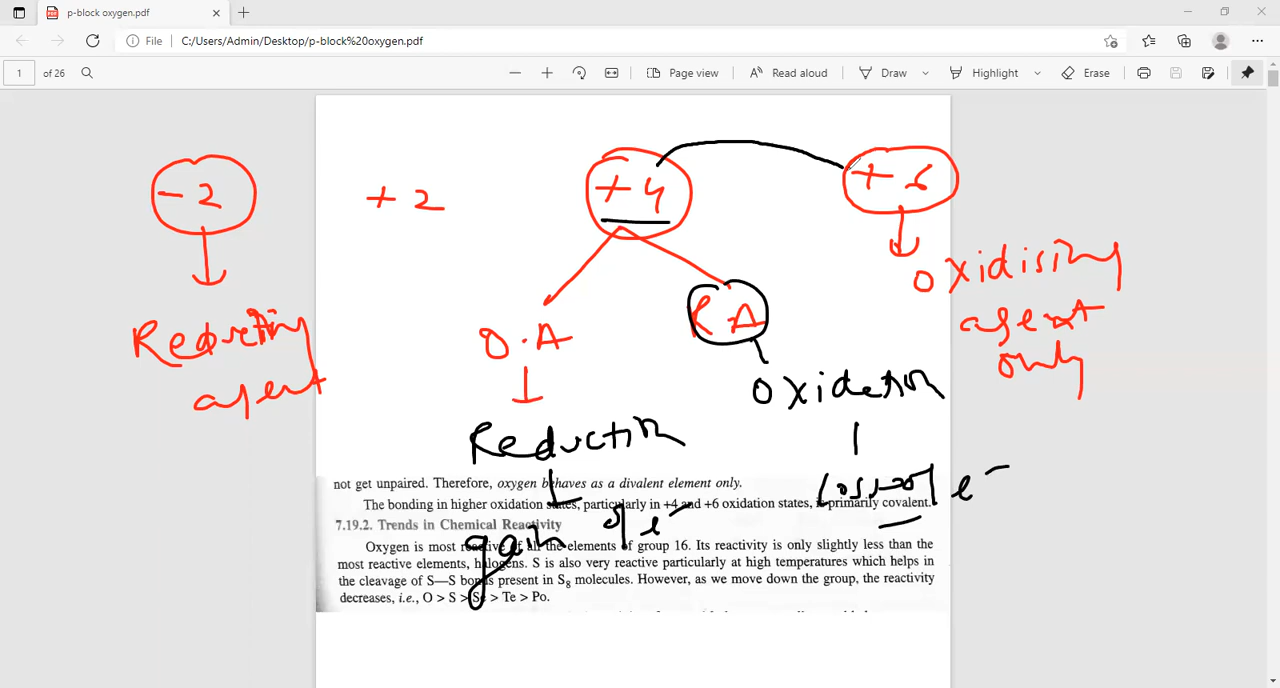 p-block oxygen.pdf
File C:/Users/Admin/Desktop/p-block%20oxygen.pdf
1 of 26 Page view Read aloud Draw Highlight Erase
- 2 + 2 + 4 + 6
Oxidising
agent
only
Reducting
agent
O.A
RA
Oxidation
Reduction
Loss of e-
gain of e-
not get unpaired. Therefore, oxygen behaves as a divalent element only.
The bonding in higher oxidation states, particularly in +4 and +6 oxidation states, is primarily covalent.
7.19.2. Trends in Chemical Reactivity
Oxygen is most reactive of all the elements of group 16. Its reactivity is only slightly less than the
most reactive elements, halogens. S is also very reactive particularly at high temperatures which helps in
the cleavage of S—S bonds present in S8 molecules. However, as we move down the group, the reactivity
decreases, i.e., O > S > Se > Te > Po.